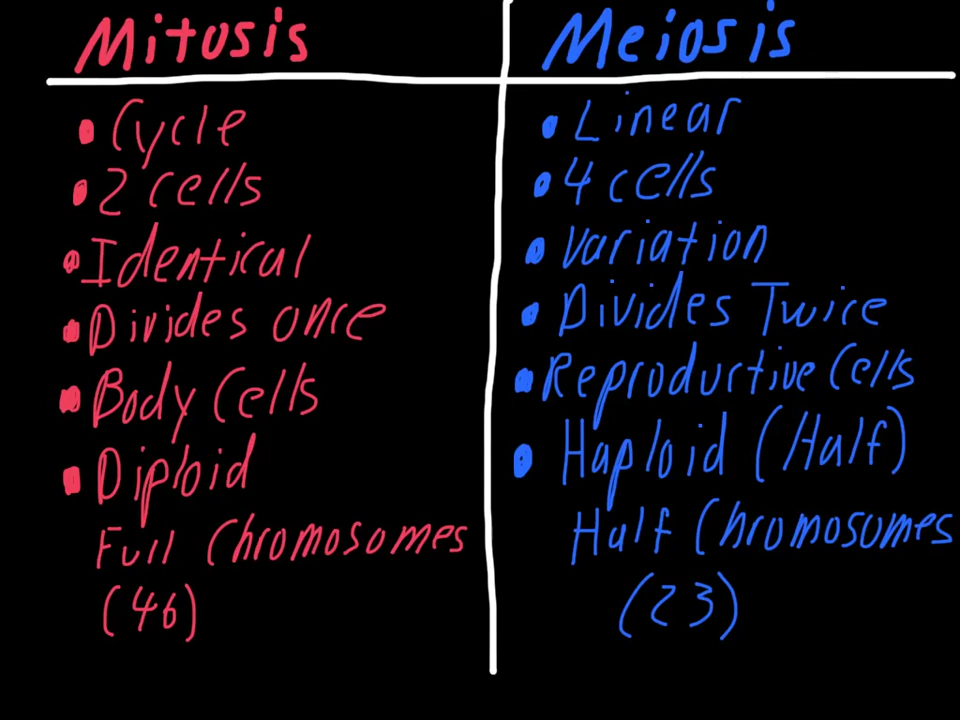 Mitosis
• Cycle
• 2 cells
• Identical
• Divides once
• Body Cells
• Diploid
Full Chromosomes
(46)
Meiosis
• Linear
• 4 cells
• Variation
• Divides Twice
• Reproductive Cells
• Haploid (Half)
Half Chromosomes
(23)